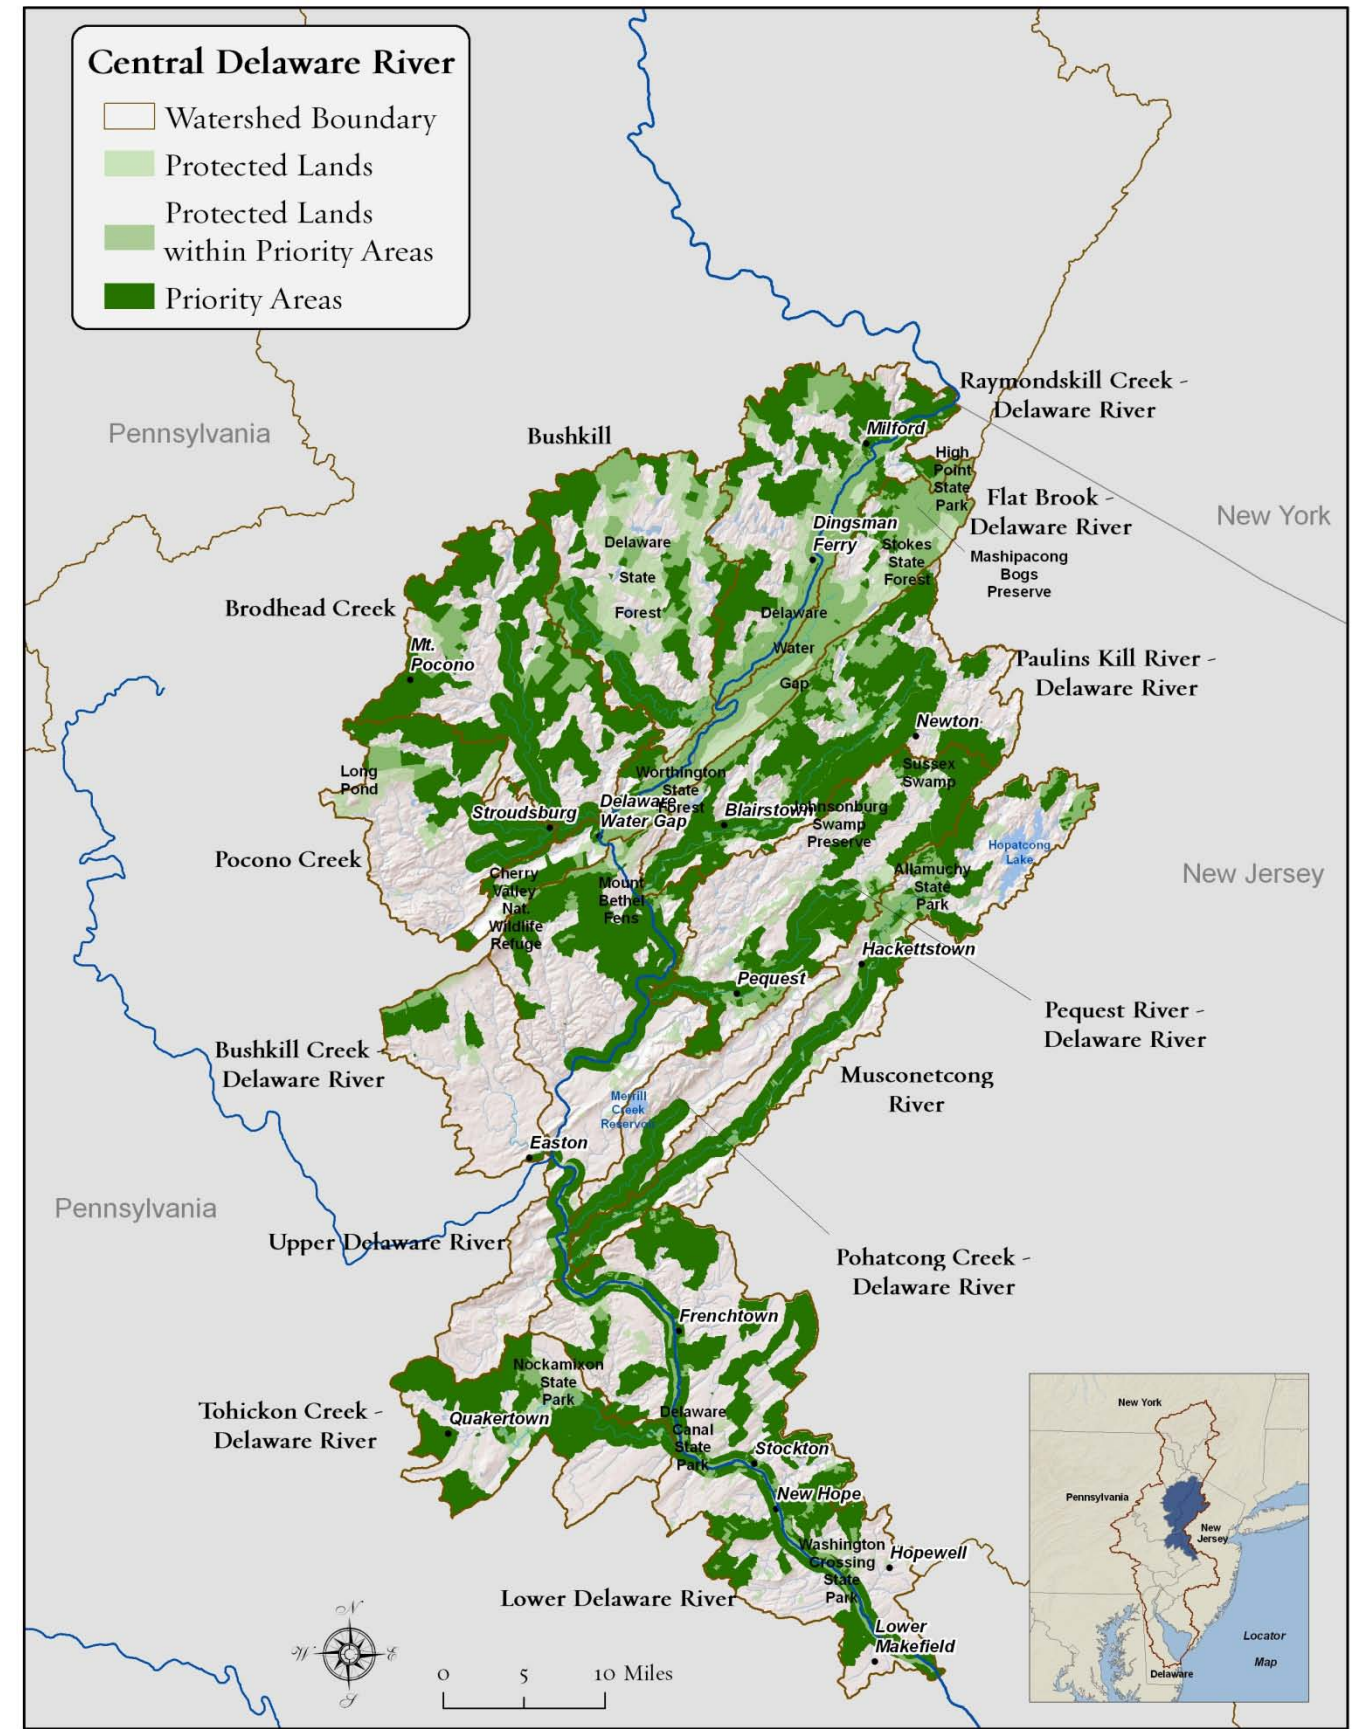 Central Delaware River
Watershed Boundary
Protected Lands
Protected Lands
within Priority Areas
Priority Areas
Raymondskill Creek -
Delaware River
Pennsylvania
Bushkill
Milford
High
Point
State
Park
Flat Brook -
Delaware River
New York
Dingsman
Ferry
Delaware
State
Forest
Stokes
State
Forest
Mashipacong
Bogs
Preserve
Brodhead Creek
Delaware
Water
Gap
Mt.
Pocono
Paulins Kill River -
Delaware River
Newton
Sussex
Swamp
Long
Pond
Worthington
State
Forest
Stroudsburg
Delaware
Water Gap
Blairstown
Johnsonburg
Swamp
Preserve
Hopatcong
Lake
Pocono Creek
New Jersey
Cherry
Valley
Nat.
Wildlife
Refuge
Mount
Bethel
Fens
Allamuchy
State
Park
Hackettstown
Pequest
Pequest River -
Delaware River
Bushkill Creek -
Delaware River
Musconetcong
River
Merrill
Creek
Reservoir
Easton
Pennsylvania
Upper Delaware River
Pohatcong Creek -
Delaware River
Frenchtown
Nockamixon
State
Park
Tohickon Creek -
Delaware River
Quakertown
Delaware
Canal
State
Park
Stockton
New Hope
Washington
Crossing
State
Park
Hopewell
Lower Delaware River
Lower
Makefield
N
W
E
S
0 5 10 Miles
New York
Pennsylvania
New
Jersey
Delaware
Locator
Map